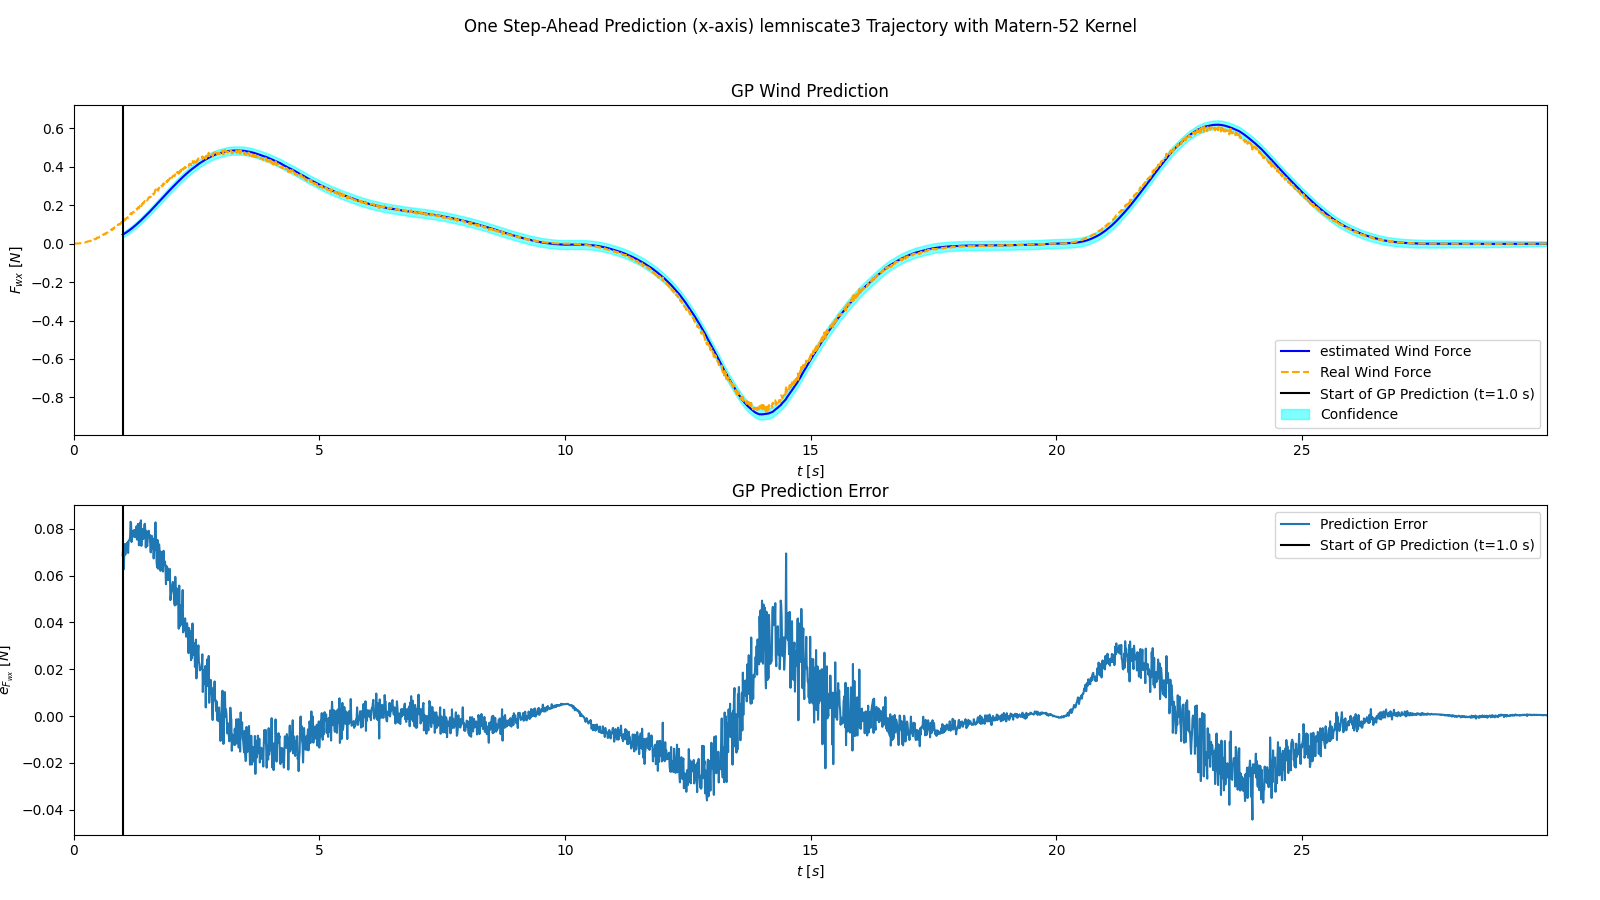 One Step-Ahead Prediction (x-axis) lemniscate3 Trajectory with Matern-52 Kernel
GP Wind Prediction
0.6
0.4
0.2
0.0
−0.2
−0.4
−0.6
−0.8
F_wx [N]
estimated Wind Force
Real Wind Force
Start of GP Prediction (t=1.0 s)
Confidence
0 5 10 15 20 25
t [s]
GP Prediction Error
0.08
0.06
0.04
0.02
0.00
−0.02
−0.04
e_F_wx [N]
Prediction Error
Start of GP Prediction (t=1.0 s)
0 5 10 15 20 25
t [s]